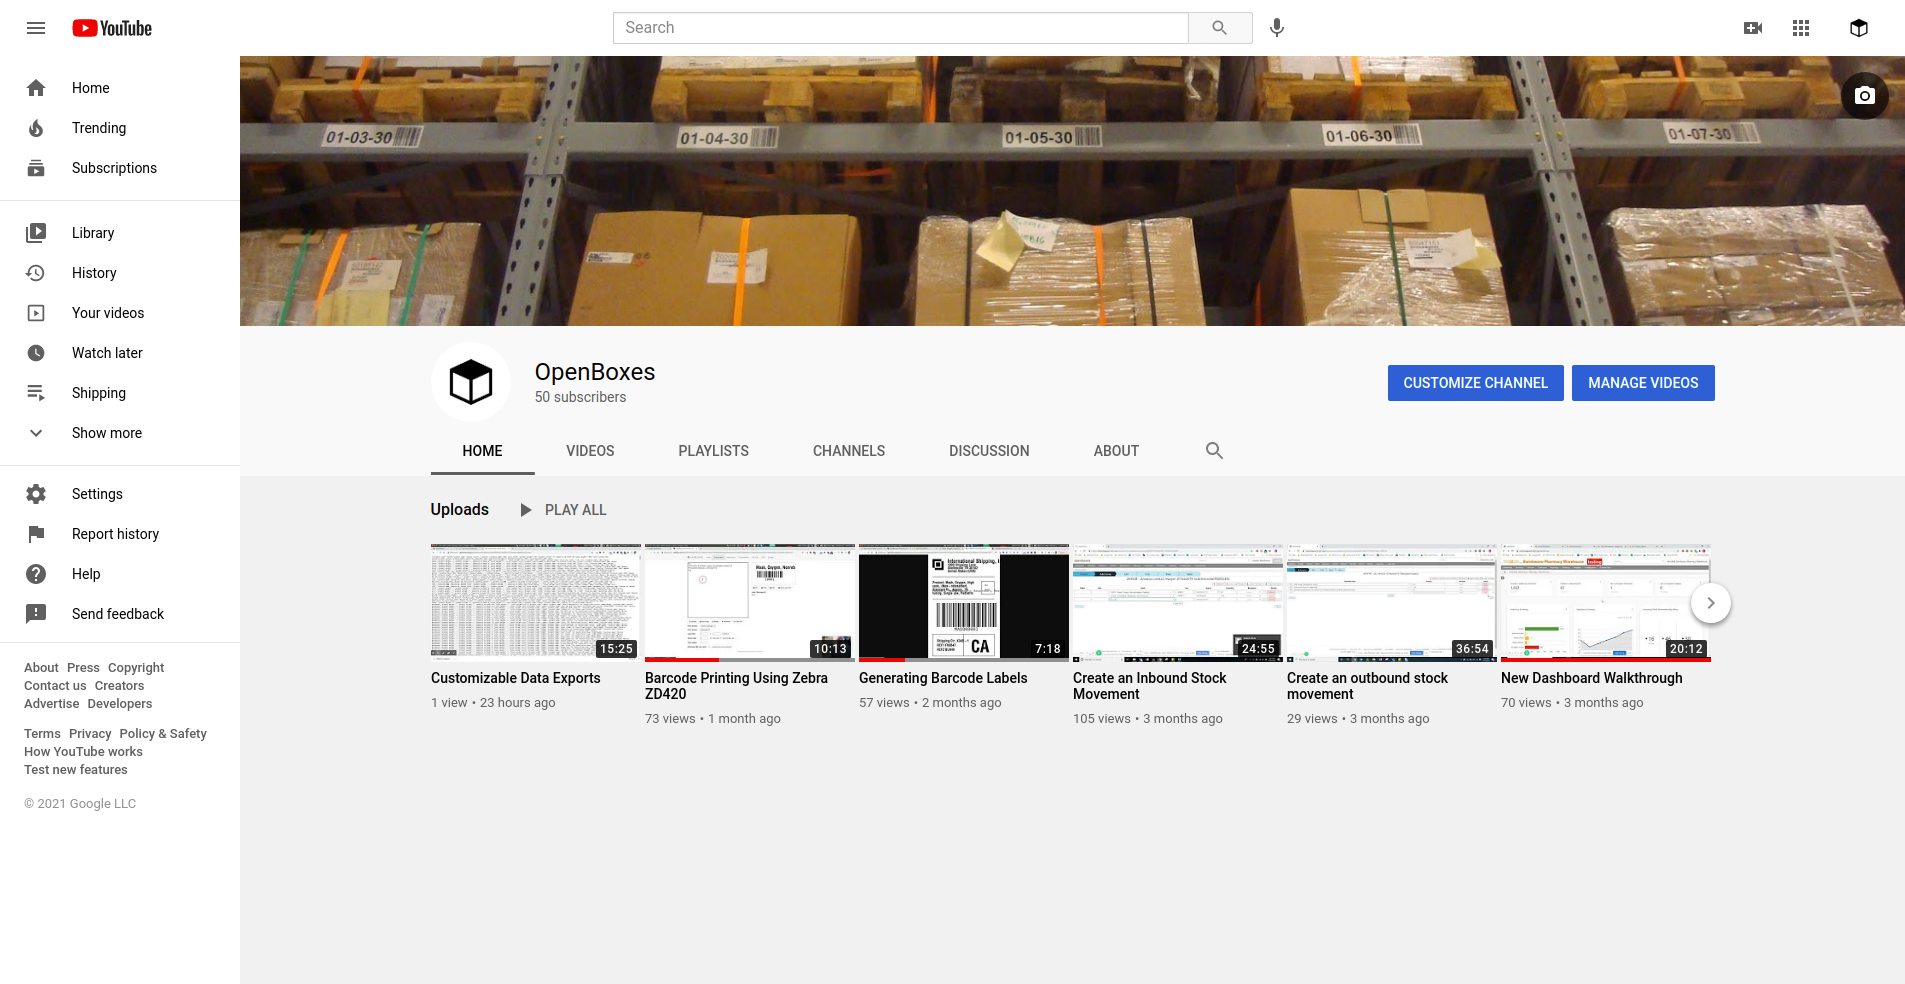 YouTube
Search
Home
Trending
Subscriptions
Library
History
Your videos
Watch later
Shipping
Show more
Settings
Report history
Help
Send feedback
About Press Copyright
Contact us Creators
Advertise Developers
Terms Privacy Policy & Safety
How YouTube works
Test new features
© 2021 Google LLC
01-03-30
01-04-30
01-05-30
01-06-30
01-07-30
OpenBoxes
50 subscribers
CUSTOMIZE CHANNEL
MANAGE VIDEOS
HOME
VIDEOS
PLAYLISTS
CHANNELS
DISCUSSION
ABOUT
Uploads
PLAY ALL
15:25
Customizable Data Exports
1 view • 23 hours ago
10:13
Barcode Printing Using Zebra
ZD420
73 views • 1 month ago
International Shipping,
CA
7:18
Generating Barcode Labels
57 views • 2 months ago
24:55
Create an Inbound Stock
Movement
105 views • 3 months ago
36:54
Create an outbound stock
movement
29 views • 3 months ago
20:12
New Dashboard Walkthrough
70 views • 3 months ago